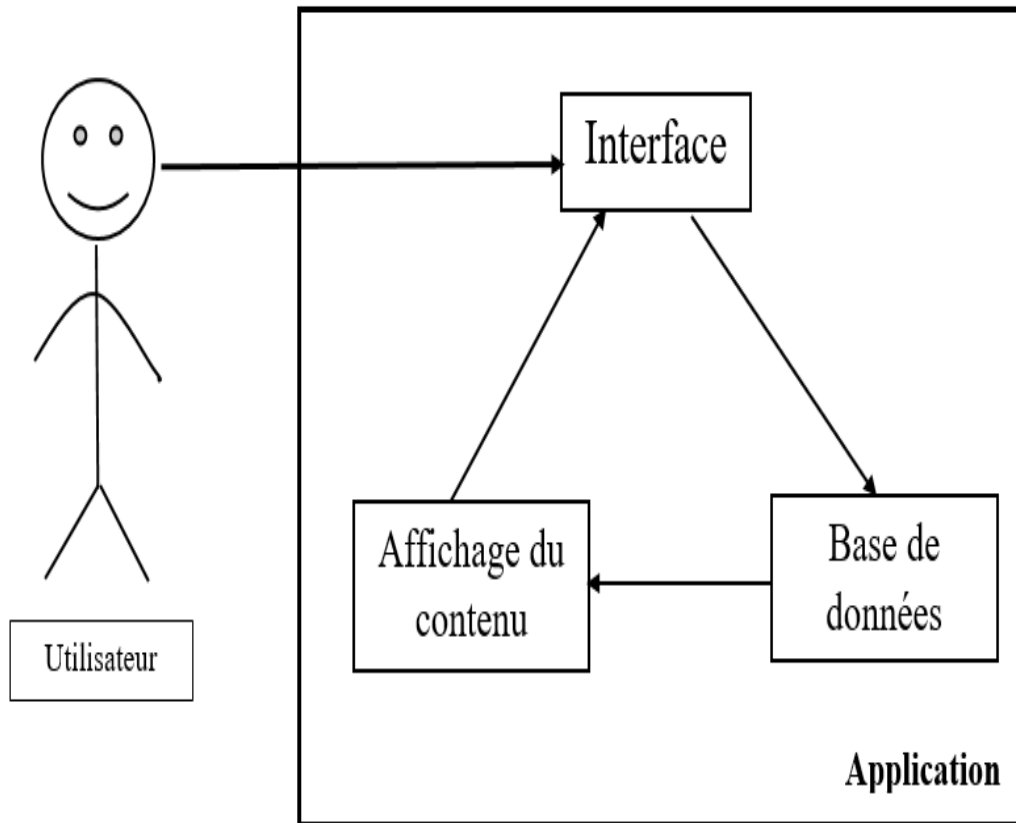 Interface
Affichage du
contenu
Base de
données
Utilisateur
Application